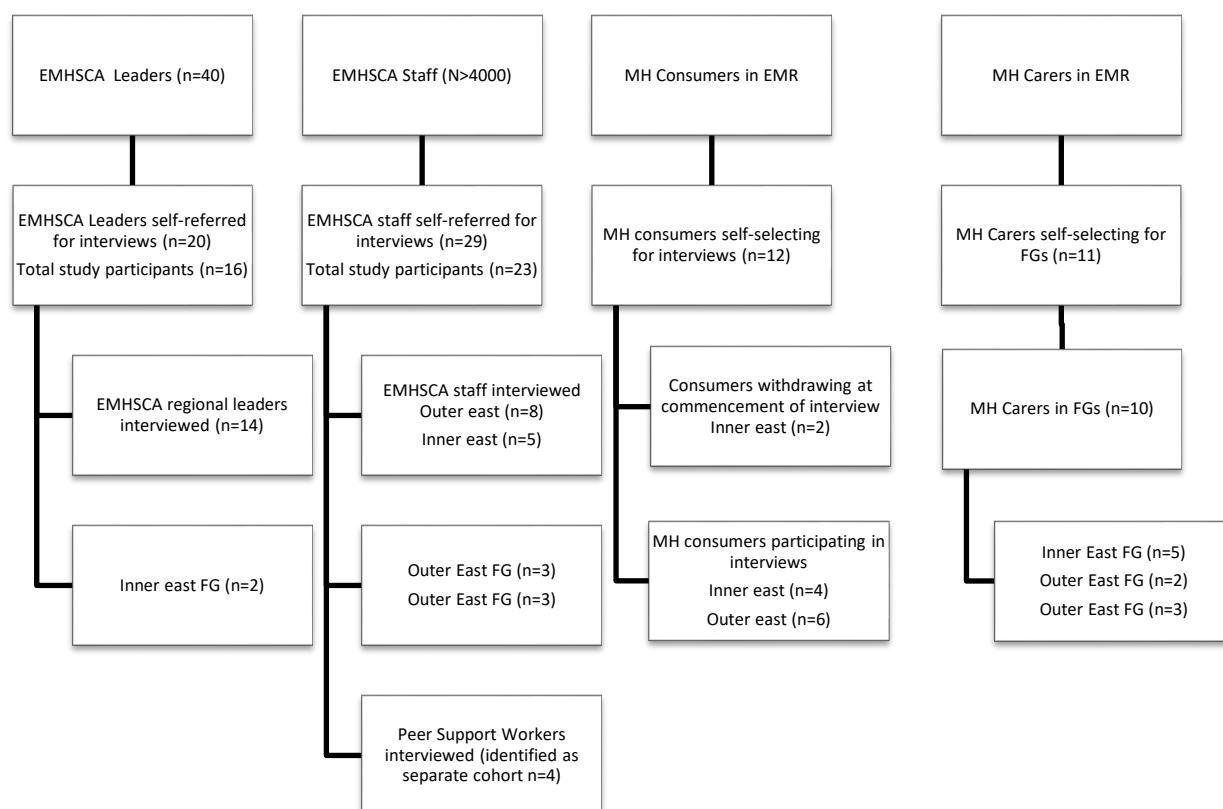 EMHSCA  Leaders (n=40)
EMHSCA Staff (N>4000)
MH Consumers in EMR
MH Carers in EMR
EMHSCA Leaders self-referred
for interviews (n=20)
Total study participants (n=16)
EMHSCA staff self-referred for
interviews (n=29)
Total study participants (n=23)
MH consumers self-selecting
for interviews (n=12)
MH Carers self-selecting for
FGs (n=11)
EMHSCA regional leaders
interviewed (n=14)
EMHSCA staff interviewed
Outer east (n=8)
Inner east (n=5)
Consumers withdrawing at
commencement of interview
Inner east (n=2)
MH Carers in FGs (n=10)
Inner east FG (n=2)
Outer East FG (n=3)
Outer East FG (n=3)
MH consumers participating in
interviews
Inner east (n=4)
Outer east (n=6)
Inner East FG (n=5)
Outer East FG (n=2)
Outer East FG (n=3)
Peer Support Workers
interviewed (identified as
separate cohort n=4)